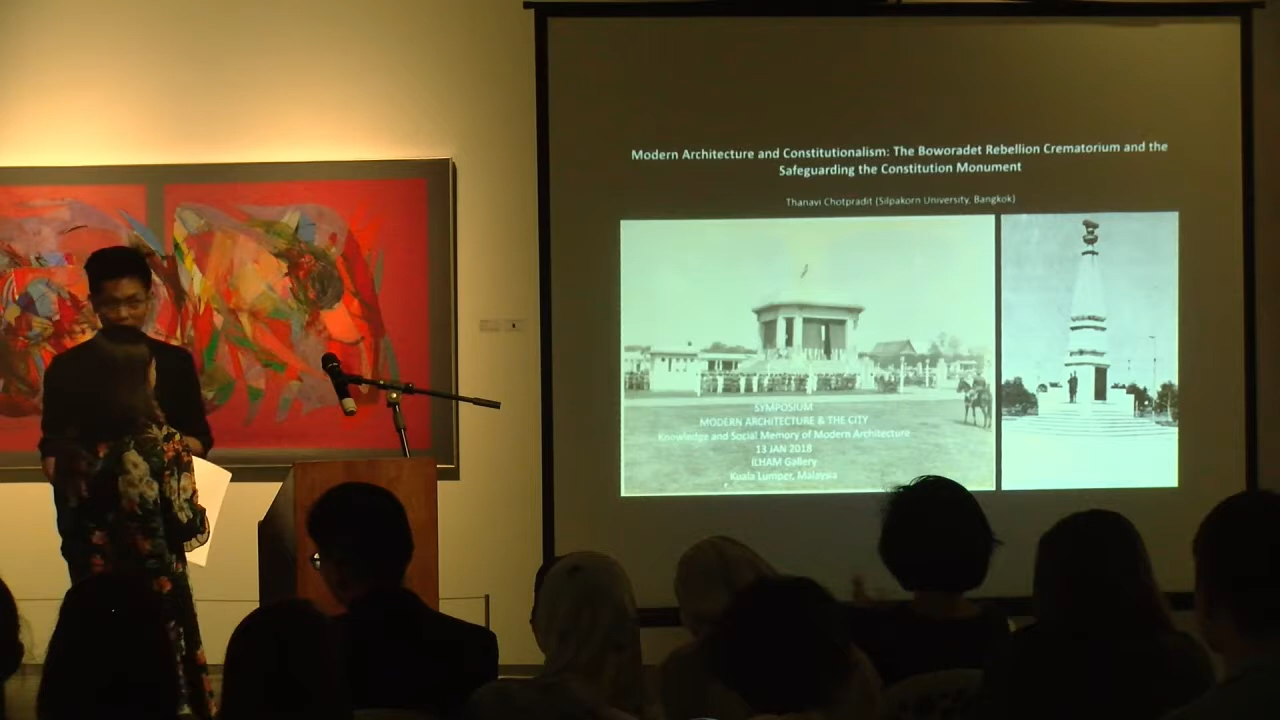 Modern Architecture and Constitutionalism: The Boworadet Rebellion Crematorium and the
Safeguarding the Constitution Monument
Thanavi Chotpradit (Silpakorn University, Bangkok)
SYMPOSIUM
MODERN ARCHITECTURE & THE CITY
Knowledge and Social Memory of Modern Architecture
13 JAN 2018
ILHAM Gallery
Kuala Lumper, Malaysia